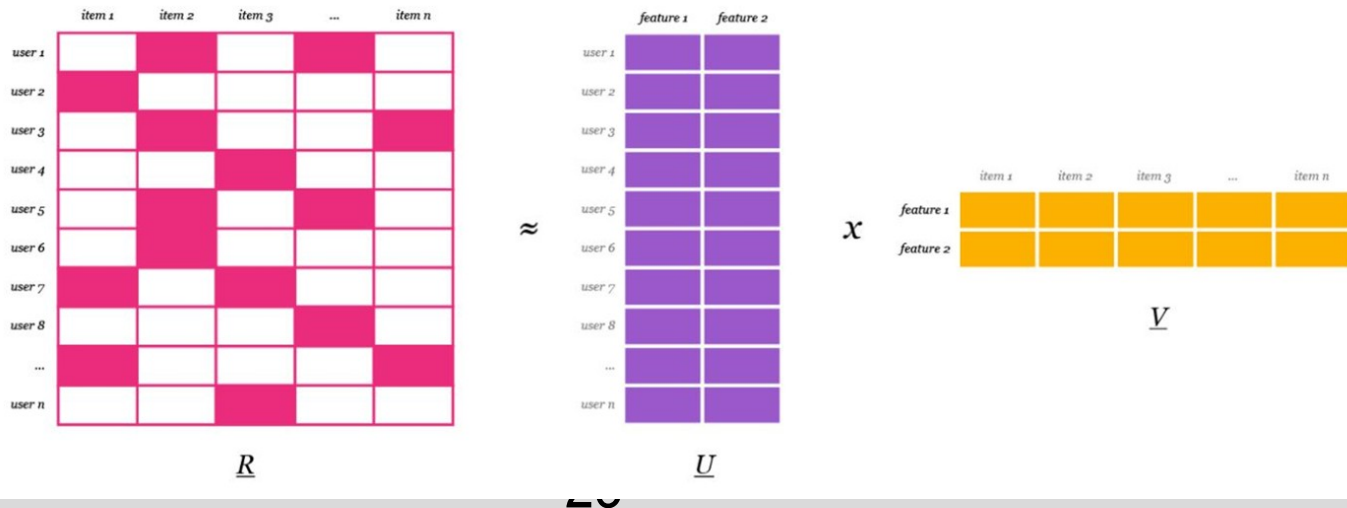 item 1 item 2 item 3 ... item n
user 1
user 2
user 3
user 4
user 5
user 6
user 7
user 8
...
user n
R
≈
feature 1 feature 2
user 1
user 2
user 3
user 4
user 5
user 6
user 7
user 8
...
user n
U
x
item 1 item 2 item 3 ... item n
feature 1
feature 2
V